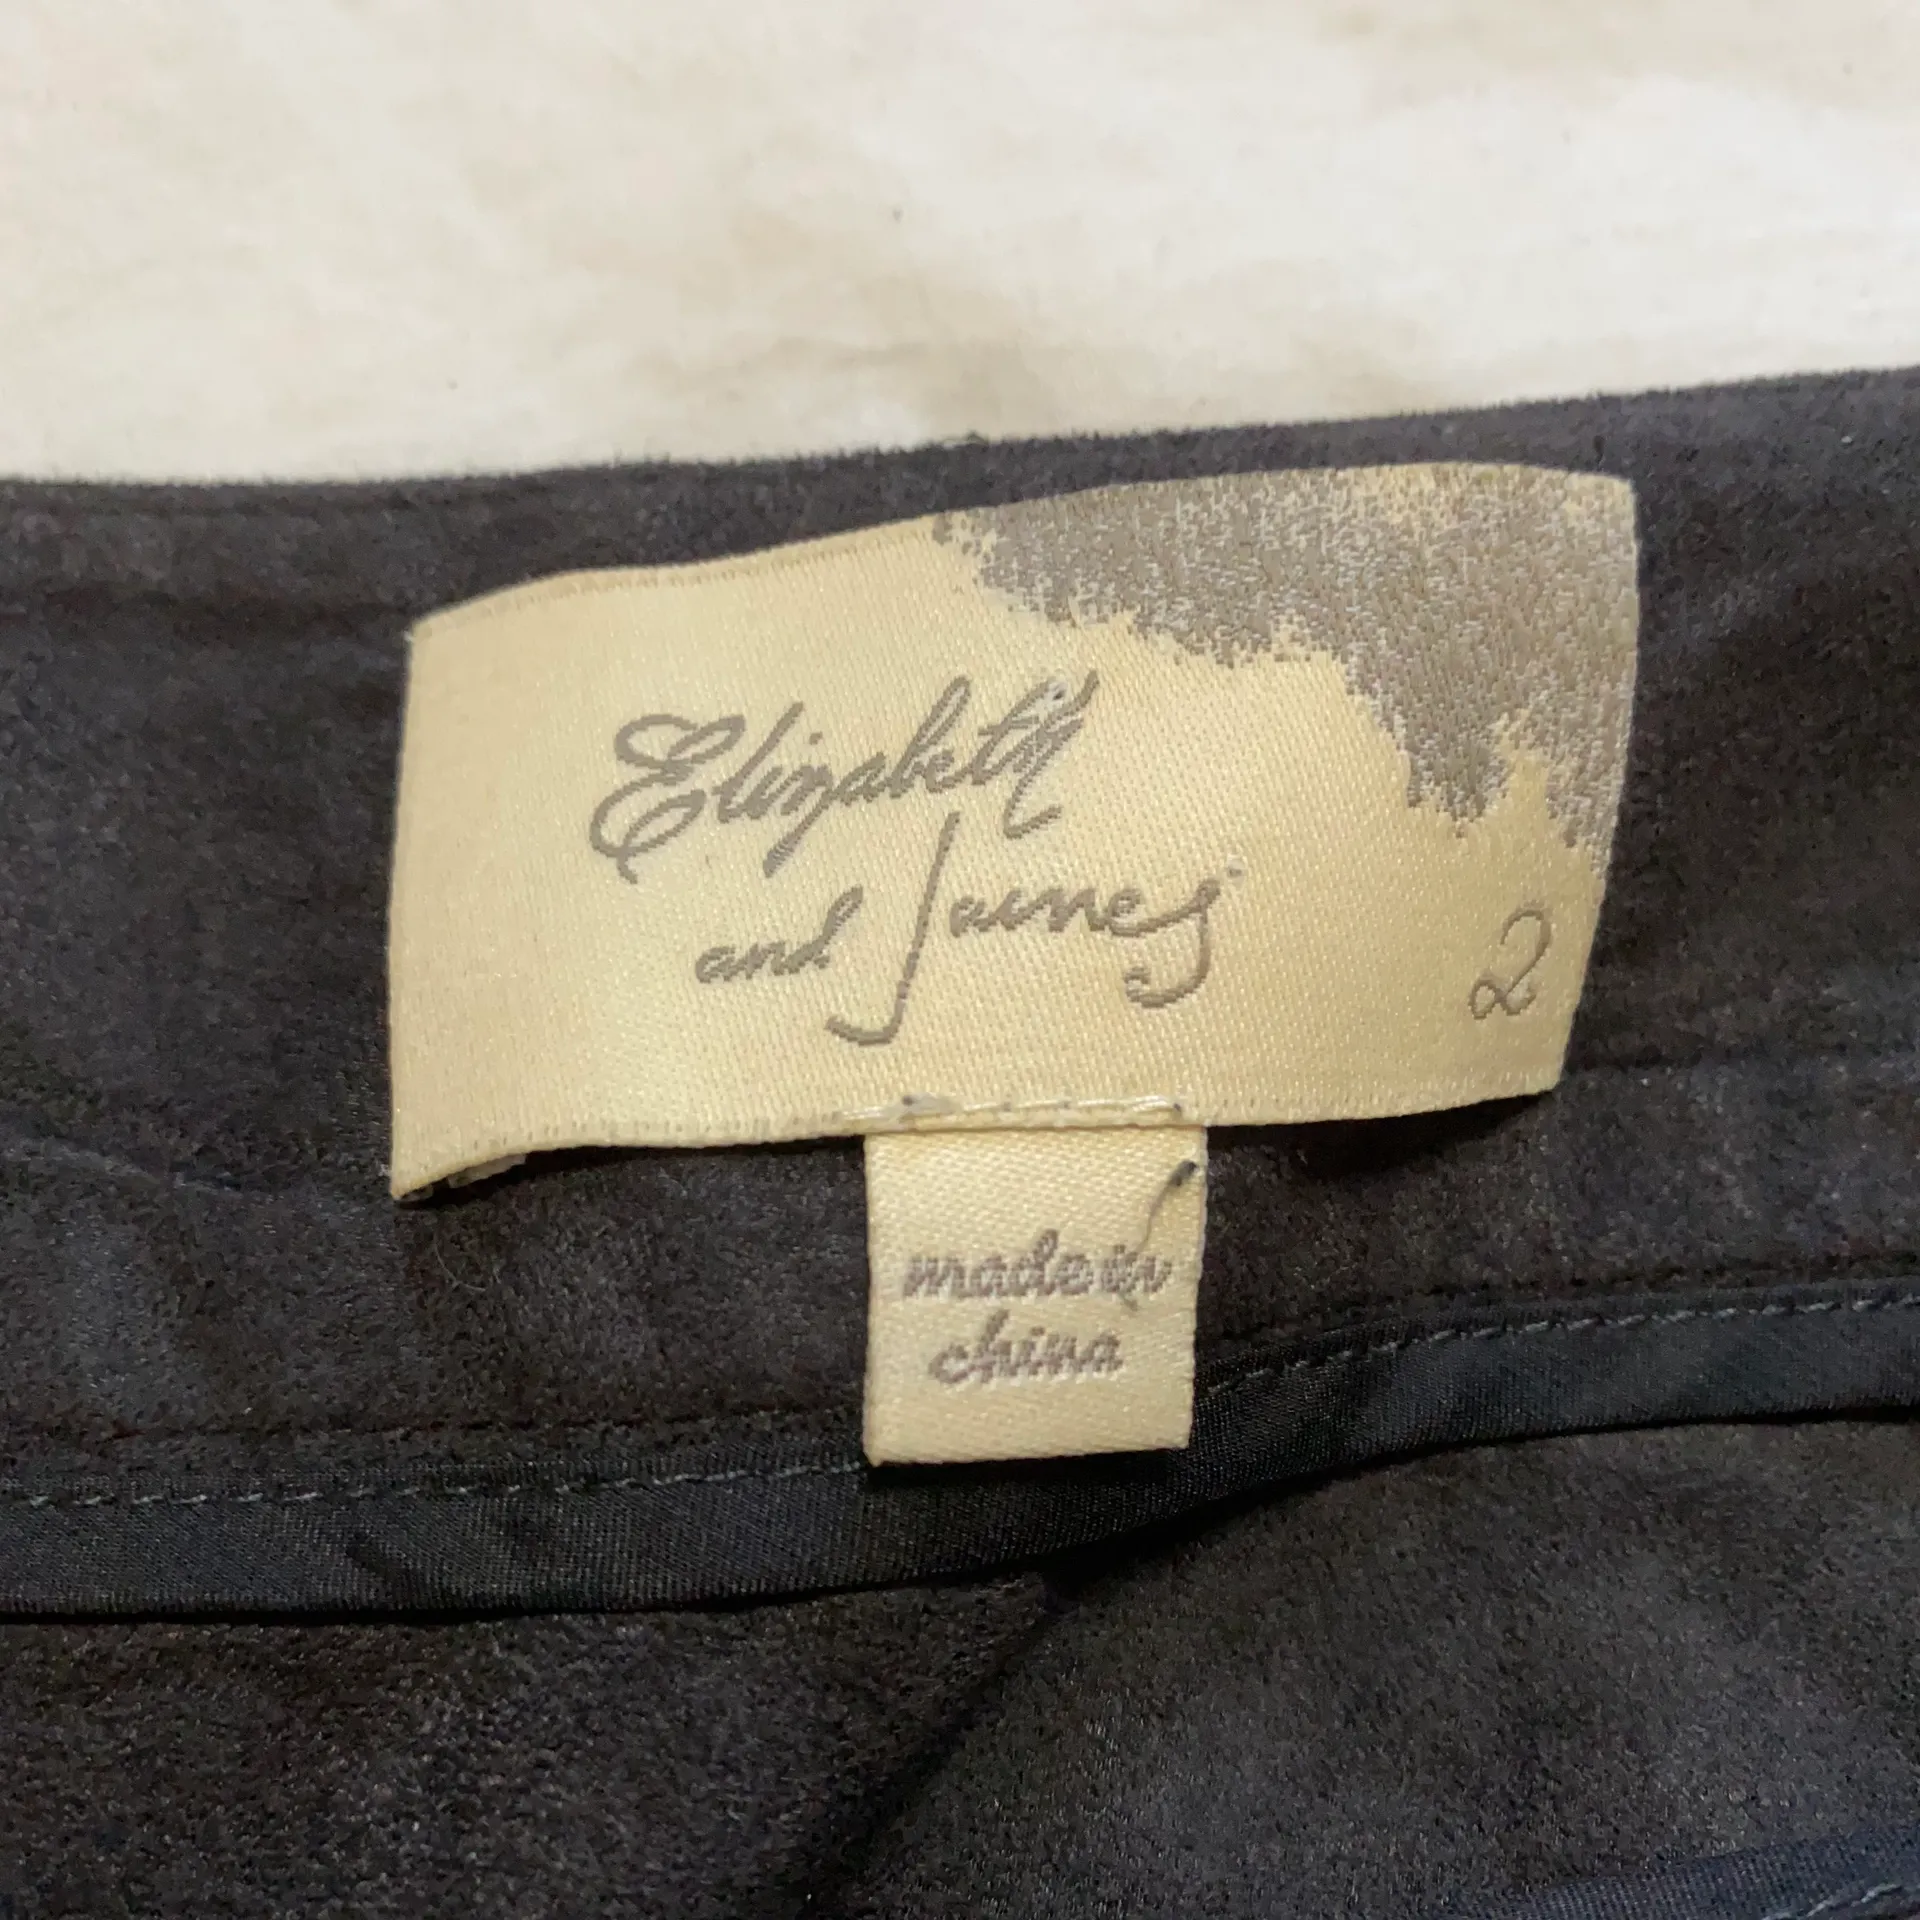 Elizabeth
and James
2
made in
china